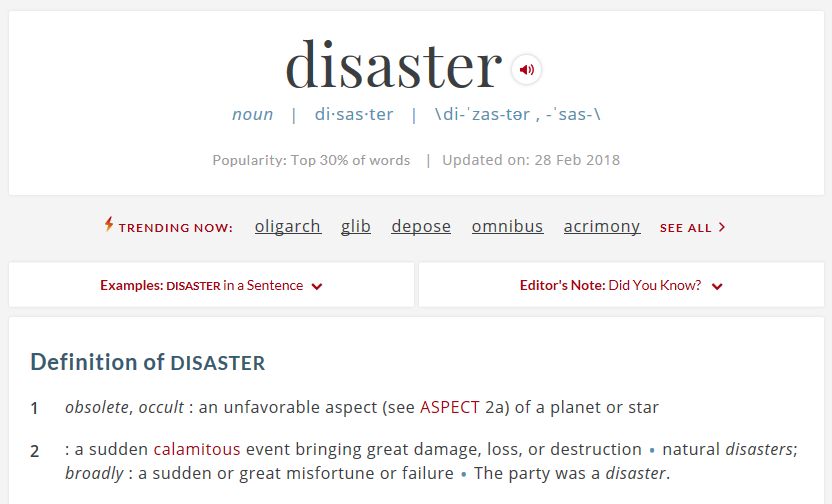 disaster
noun | di·sas·ter | \di-ˈzas-tər , -ˈsas-\
Popularity: Top 30% of words | Updated on: 28 Feb 2018
TRENDING NOW: oligarch glib depose omnibus acrimony SEE ALL
Examples: DISASTER in a Sentence
Editor's Note: Did You Know?
Definition of DISASTER
1 obsolete, occult : an unfavorable aspect (see ASPECT 2a) of a planet or star
2 : a sudden calamitous event bringing great damage, loss, or destruction • natural disasters;
broadly : a sudden or great misfortune or failure • The party was a disaster.